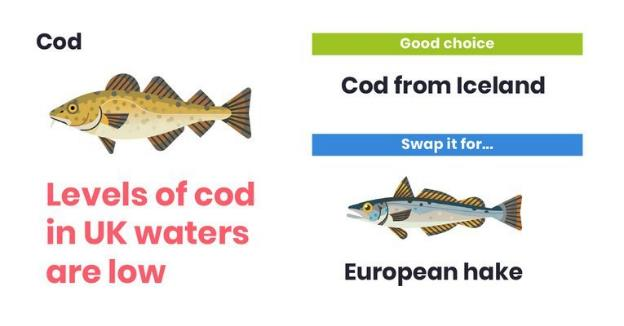 Cod
Levels of cod
in UK waters
are low
Good choice
Cod from Iceland
Swap it for...
European hake